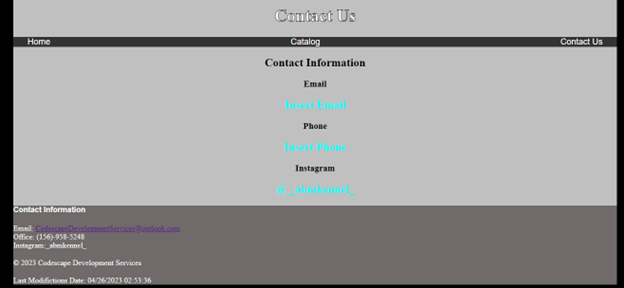 Contact Us
Home Catalog Contact Us
Contact Information
Email
Insert Email
Phone
Insert Phone
Instagram
@ _abmkennel_
Contact Information
Email: CodescapeDevelopmentServices@outlook.com
Office: (156)-958-5248
Instagram:_abmkennel_
© 2023 Codescape Development Services
Last Modifictions Date: 04/26/2023 02:53:36